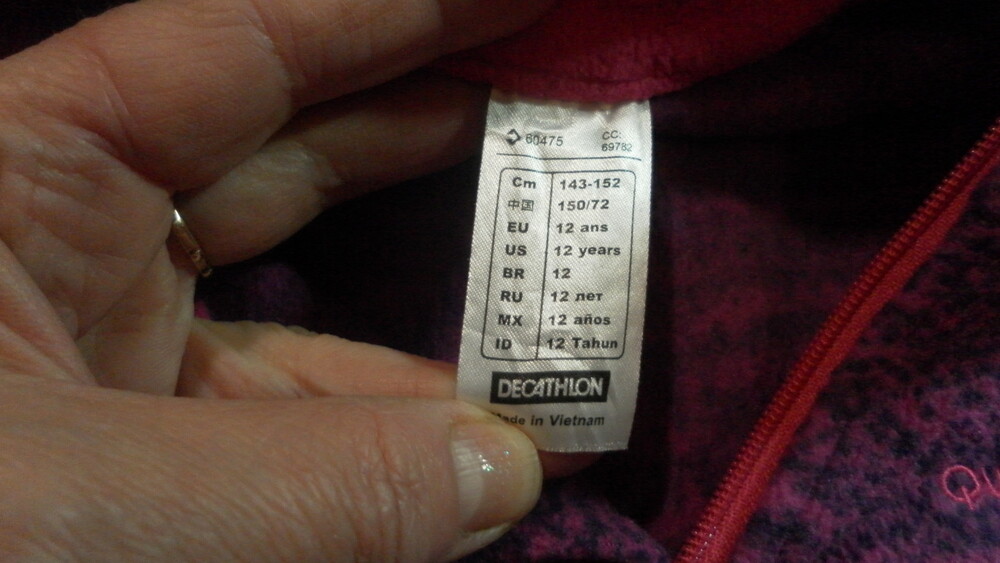 60475 CC: 69782
Cm 143-152
中国 150/72
EU 12 ans
US 12 years
BR 12
RU 12 лет
MX 12 años
ID 12 Tahun
DECATHLON
Made in Vietnam
Qu